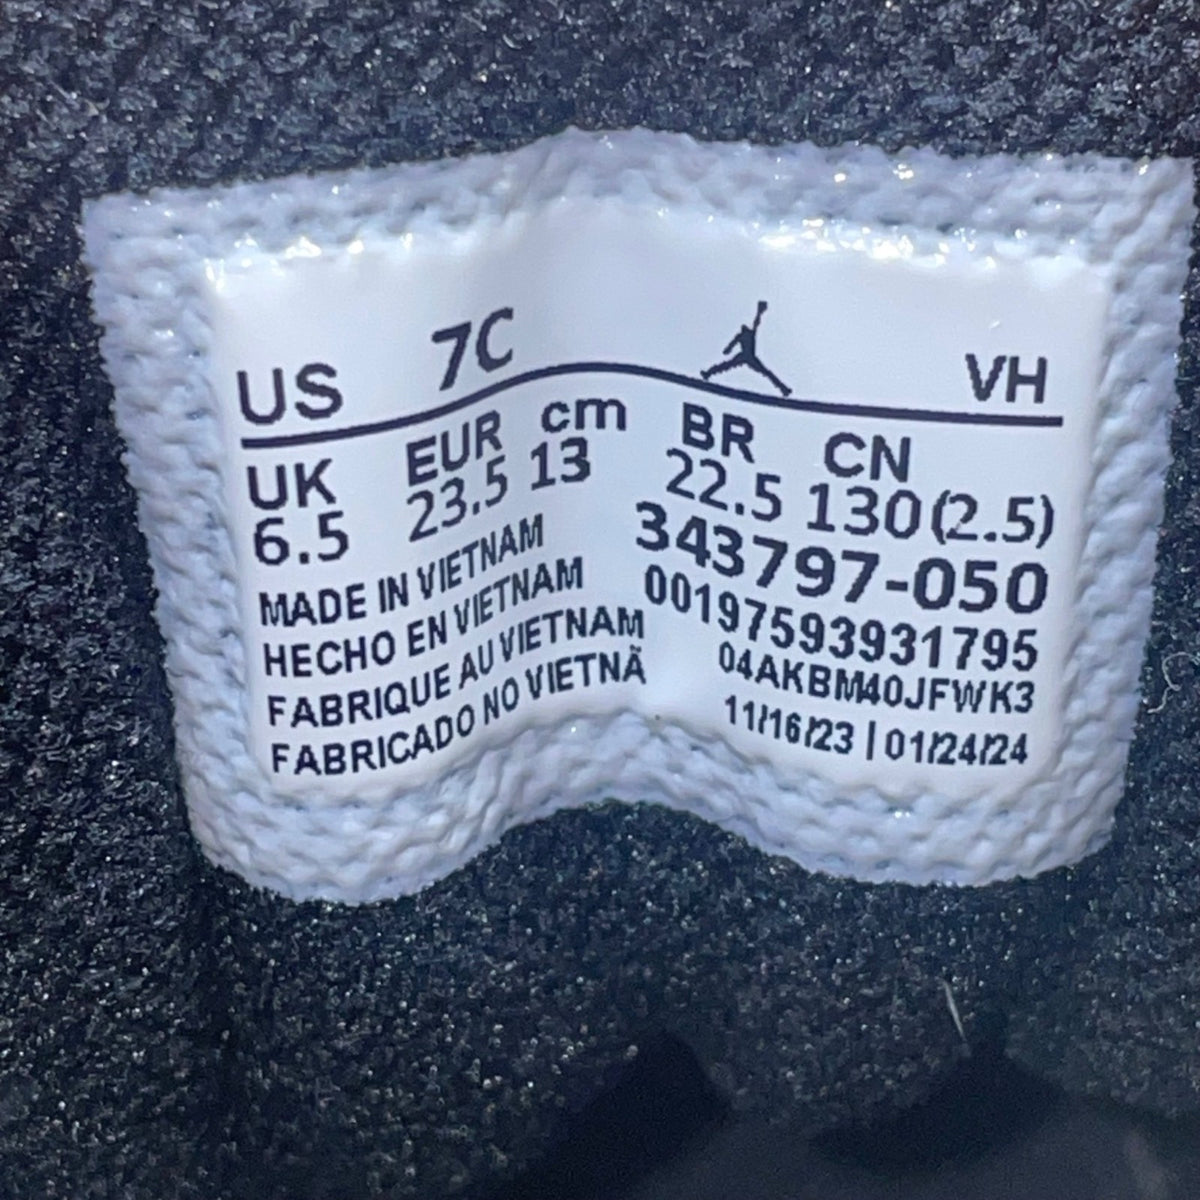 US 7C VH
UK EUR cm BR CN
6.5 23.5 13 22.5 130(2.5)
MADE IN VIETNAM
HECHO EN VIETNAM
FABRIQUE AU VIETNAM
FABRICADO NO VIETNÃ
343797-050
00197593931795
04AKBM40JFWK3
11/16/23 | 01/24/24